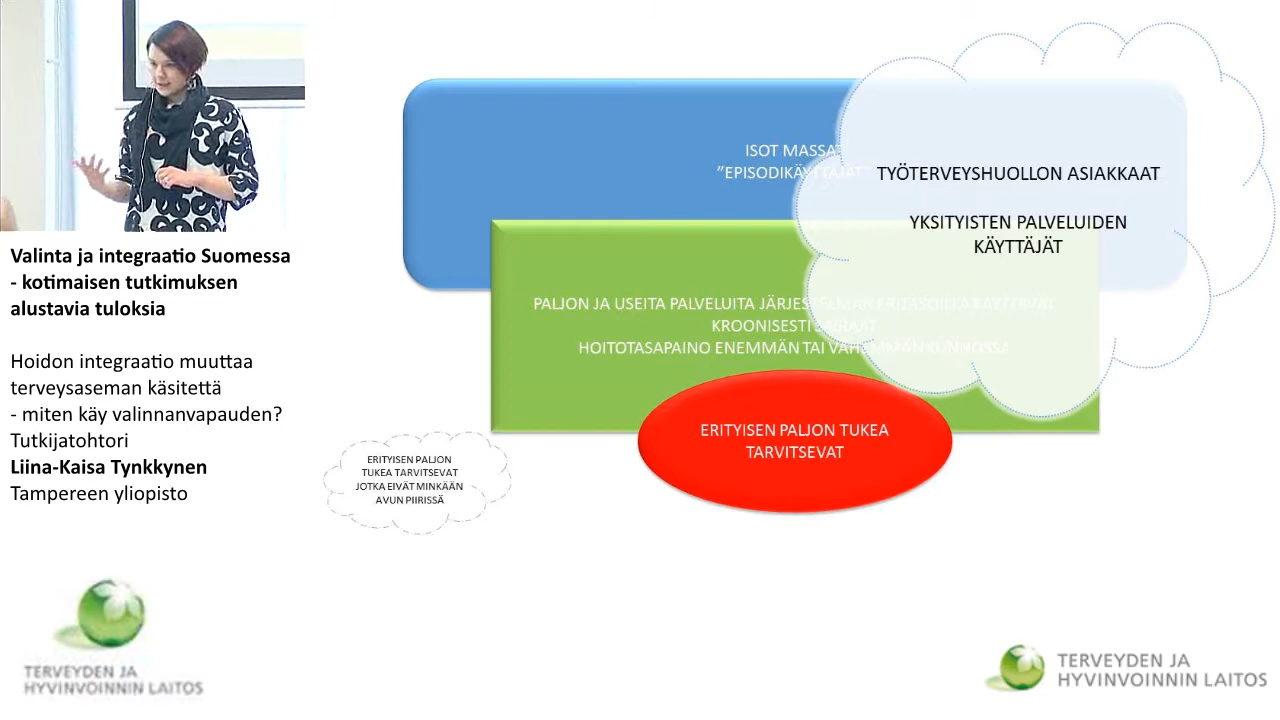 Valinta ja integraatio Suomessa
- kotimaisen tutkimuksen
alustavia tuloksia
Hoidon integraatio muuttaa
terveysaseman käsitettä
- miten käy valinnanvapauden?
Tutkijatohtori
Liina-Kaisa Tynkkynen
Tampereen yliopisto
TERVEYDEN JA
HYVINVOINNIN LAITOS
ISOT MASSAT
”EPISODIKÄYTTÄJÄT”
TYÖTERVEYSHUOLLON ASIAKKAAT
YKSITYISTEN PALVELUIDEN
KÄYTTÄJÄT
PALJON JA USEITA PALVELUITA JÄRJESTELMÄN ERITASOILTA KÄYTTÄVÄT
KROONISESTI SAIRAAT
HOITOTASAPAINO ENEMMÄN TAI VÄHEMMÄN KUNNOSSA
ERITYISEN PALJON TUKEA
TARVITSEVAT
ERITYISEN PALJON
TUKEA TARVITSEVAT
JOTKA EIVÄT MINKÄÄN
AVUN PIIRISSÄ
TERVEYDEN JA
HYVINVOINNIN LAITOS